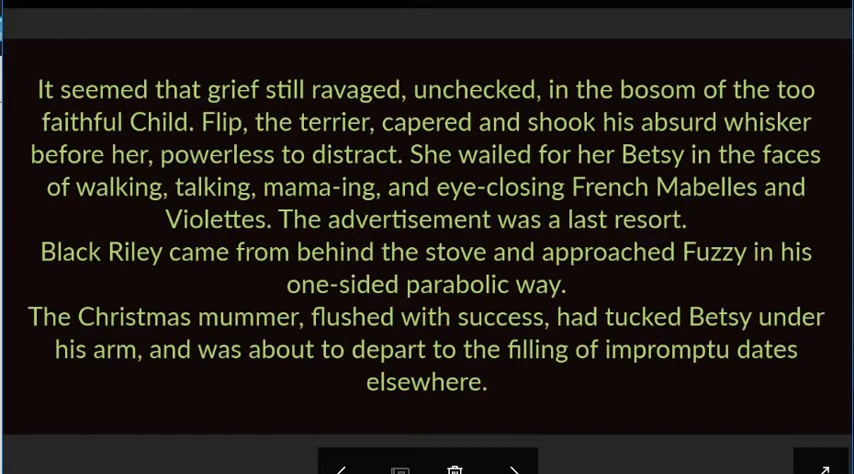 It seemed that grief still ravaged, unchecked, in the bosom of the too
faithful Child. Flip, the terrier, capered and shook his absurd whisker
before her, powerless to distract. She wailed for her Betsy in the faces
of walking, talking, mama-ing, and eye-closing French Mabelles and
Violettes. The advertisement was a last resort.
Black Riley came from behind the stove and approached Fuzzy in his
one-sided parabolic way.
The Christmas mummer, flushed with success, had tucked Betsy under
his arm, and was about to depart to the filling of impromptu dates
elsewhere.